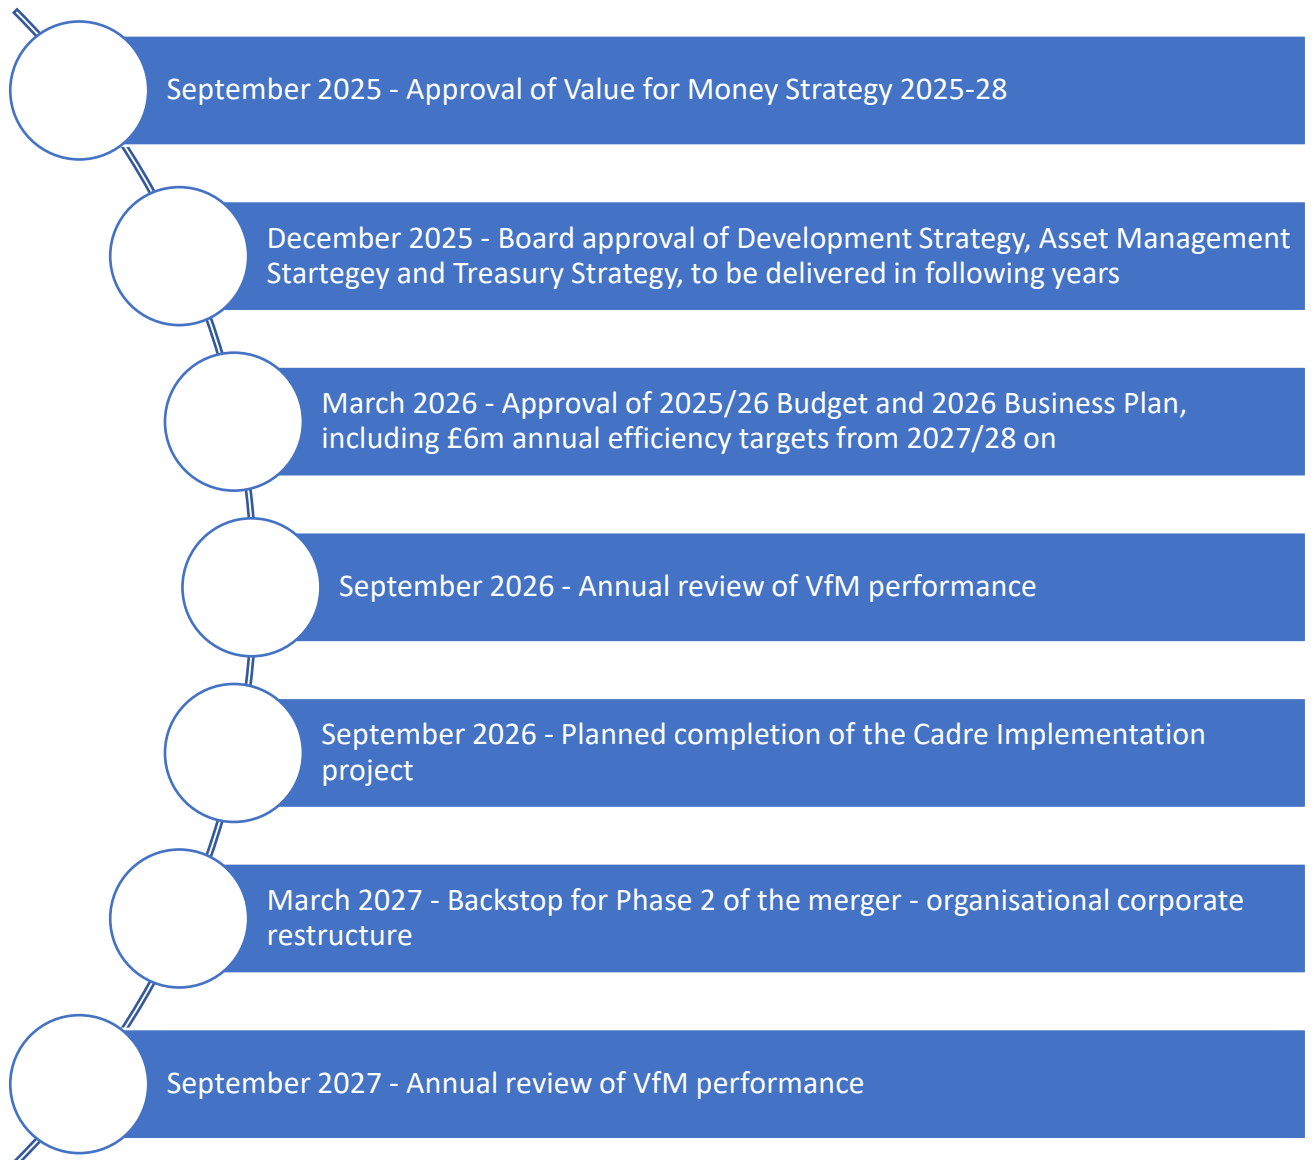 September 2025 - Approval of Value for Money Strategy 2025-28
December 2025 - Board approval of Development Strategy, Asset Management
Startegey and Treasury Strategy, to be delivered in following years
March 2026 - Approval of 2025/26 Budget and 2026 Business Plan,
including £6m annual efficiency targets from 2027/28 on
September 2026 - Annual review of VfM performance
September 2026 - Planned completion of the Cadre Implementation
project
March 2027 - Backstop for Phase 2 of the merger - organisational corporate
restructure
September 2027 - Annual review of VfM performance